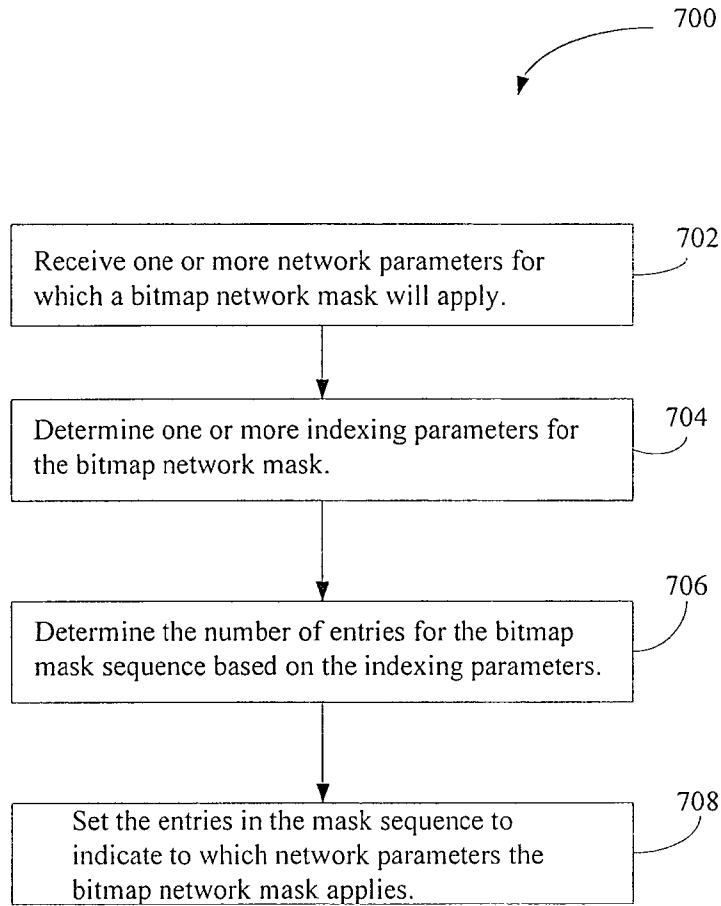 700
702
Receive one or more network parameters for
which a bitmap network mask will apply.
704
Determine one or more indexing parameters for
the bitmap network mask.
706
Determine the number of entries for the bitmap
mask sequence based on the indexing parameters.
708
Set the entries in the mask sequence to
indicate to which network parameters the
bitmap network mask applies.